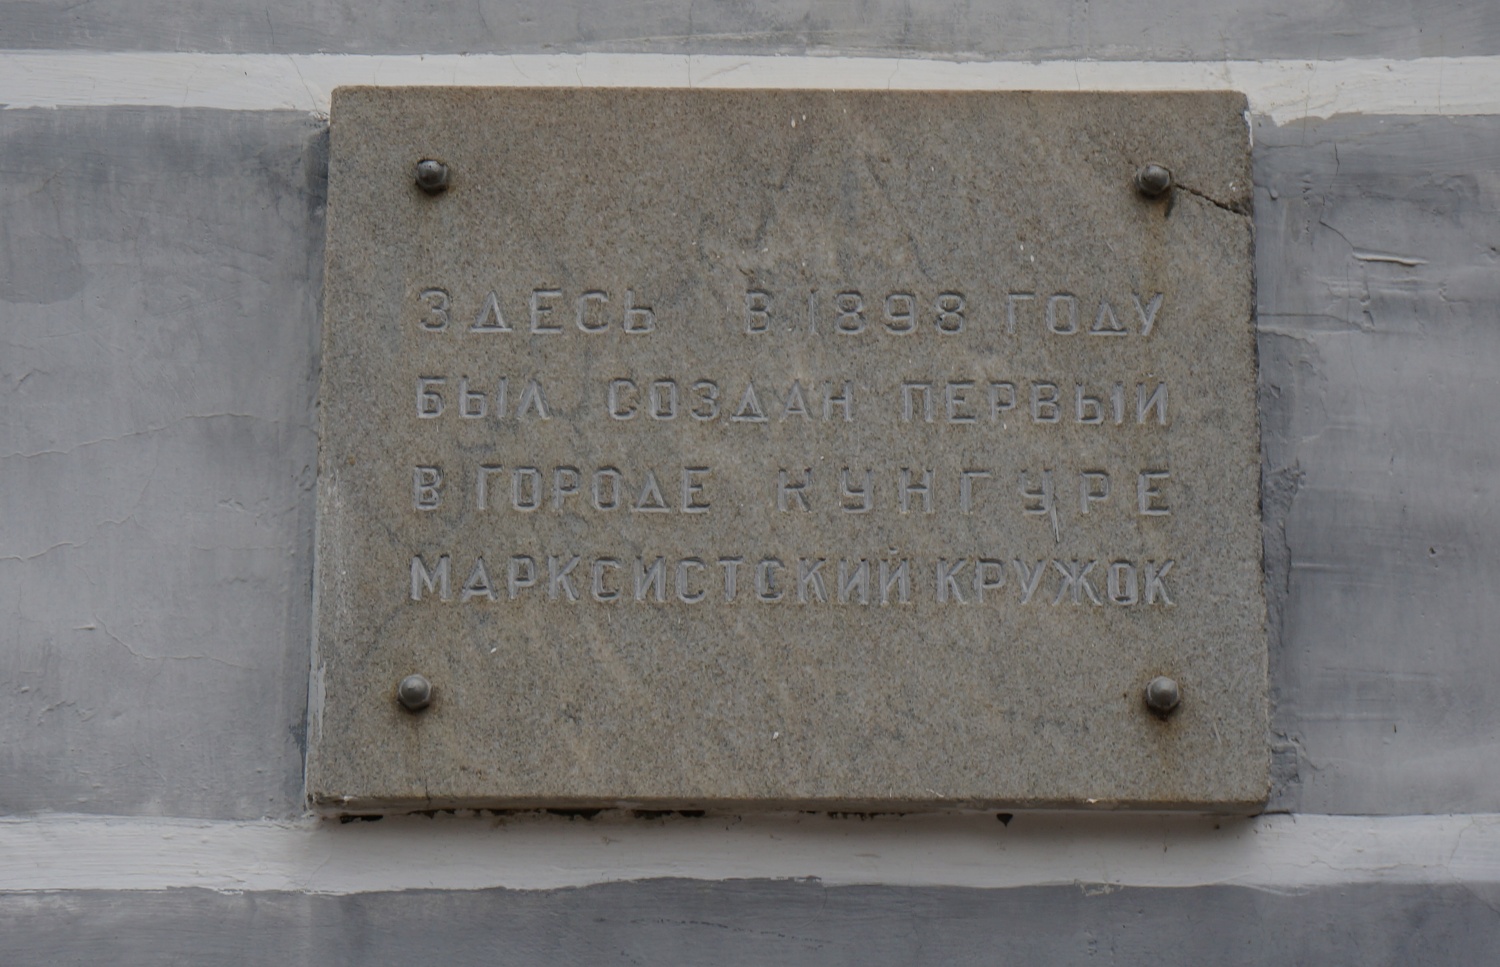 ЗДЕСЬ В 1898 ГОДУ
БЫЛ СОЗДАН ПЕРВЫЙ
В ГОРОДЕ КУНГУРЕ
МАРКСИСТСКИЙ КРУЖОК